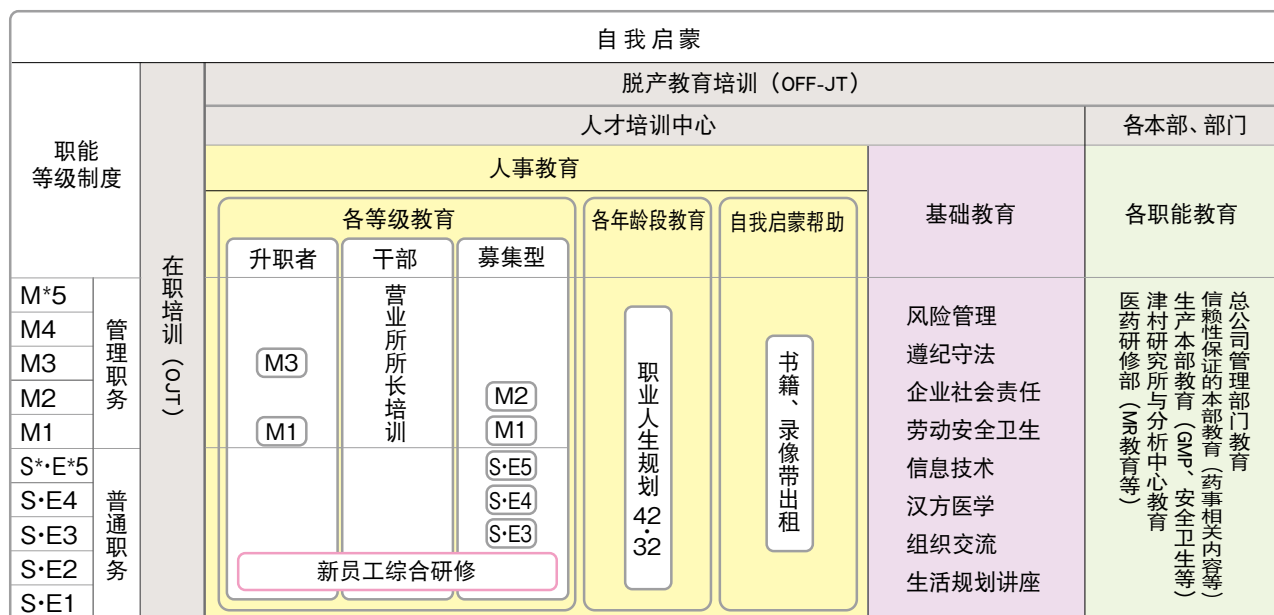 自我启蒙
职能
等级制度
在职培训（OJT）
脱产教育培训（OFF-JT）
人才培训中心
各本部、部门
人事教育
基础教育
各职能教育
各等级教育
各年龄段教育
自我启蒙帮助
升职者
干部
募集型
M*5
M4
M3
M2
M1
管理职务
S*·E*5
S·E4
S·E3
S·E2
S·E1
普通职务
M3
M1
营业所所长培训
M2
M1
S·E5
S·E4
S·E3
新员工综合研修
职业人生规划 42·32
书籍、录像带出租
风险管理
遵纪守法
企业社会责任
劳动安全卫生
信息技术
汉方医学
组织交流
生活规划讲座
总公司管理部门教育
信赖性保证的本部教育（药事相关内容等）
生产本部教育（GMP、安全卫生等）
津村研究所与分析中心教育
医药研修部（MR教育等）